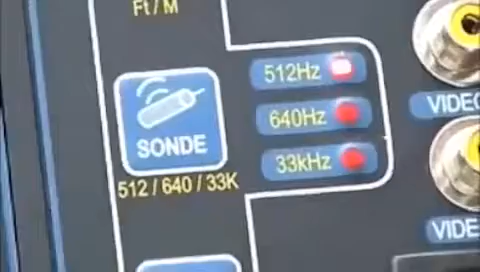 Ft / M
512Hz
640Hz
33kHz
SONDE
512 / 640 / 33K
VIDEO
VIDE